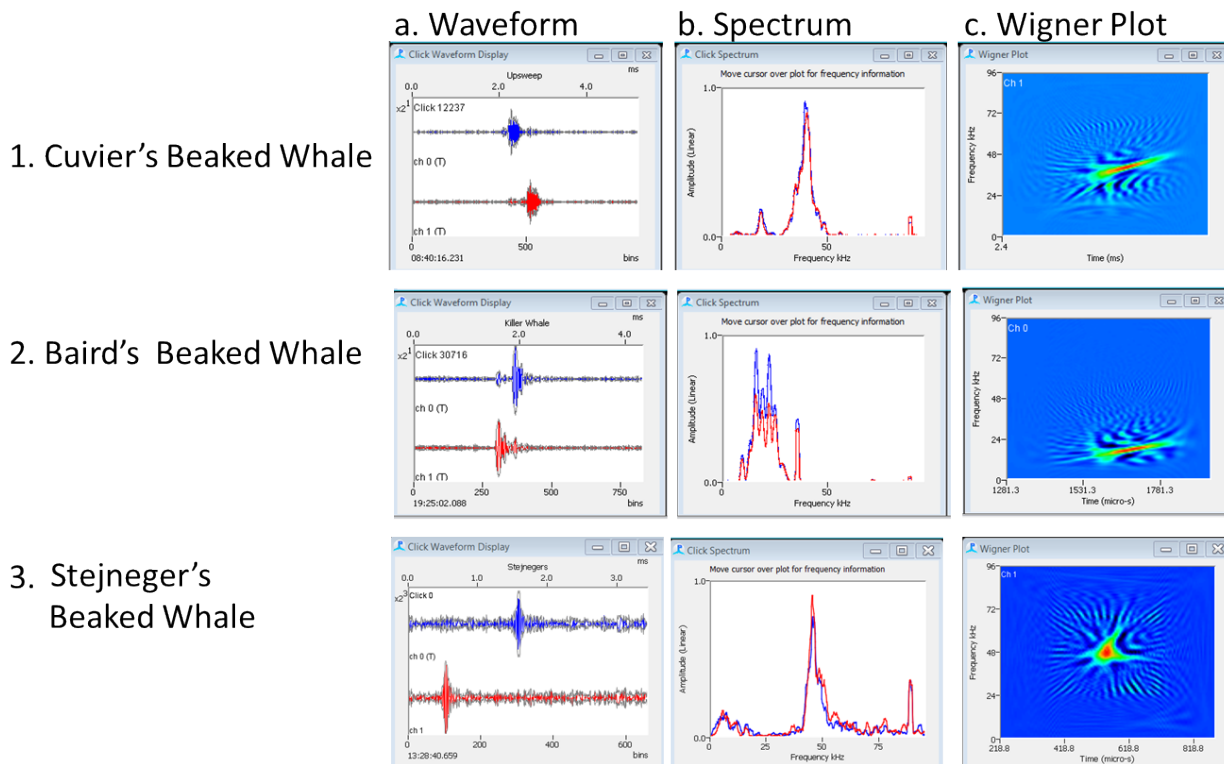 a. Waveform
b. Spectrum
c. Wigner Plot
1. Cuvier's Beaked Whale
Click Waveform Display
Upsweep
ms
0.0 2.0 4.0
x2^1
Click 12237
ch 0 (T)
ch 1 (T)
0 500
08:40:16.231
bins
Click Spectrum
Move cursor over plot for frequency information
1.0
Amplitude (Linear)
0.0
0 50
Frequency kHz
Wigner Plot
Ch 1
96
72
48
24
0
Frequency kHz
2.4
Time (ms)
2. Baird's Beaked Whale
Click Waveform Display
Killer Whale
ms
0.0 2.0 4.0
x2^1
Click 30716
ch 0 (T)
ch 1 (T)
0 250 500 750
19:25:02.088
bins
Click Spectrum
Move cursor over plot for frequency information
1.0
Amplitude (Linear)
0.0
0 50
Frequency kHz
Wigner Plot
Ch 0
96
72
48
24
0
Frequency kHz
1281.3 1531.3 1781.3
Time (micro-s)
3. Stejneger's
Beaked Whale
Click Waveform Display
Stejnegers
ms
0.0 1.0 2.0 3.0
x2^3
Click 0
ch 0 (T)
ch 1
0 200 400 600
13:28:40.659
bins
Click Spectrum
Move cursor over plot for frequency information
1.0
Amplitude (Linear)
0.0
0 25 50 75
Frequency kHz
Wigner Plot
Ch 1
96
72
48
24
0
Frequency kHz
218.8 418.8 618.8 818.8
Time (micro-s)